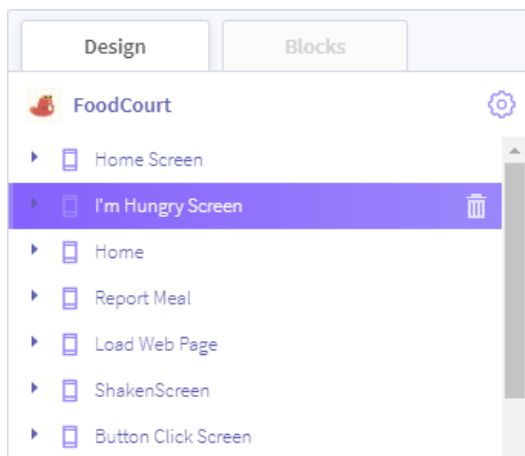 Design
Blocks
FoodCourt
Home Screen
I'm Hungry Screen
Home
Report Meal
Load Web Page
ShakenScreen
Button Click Screen